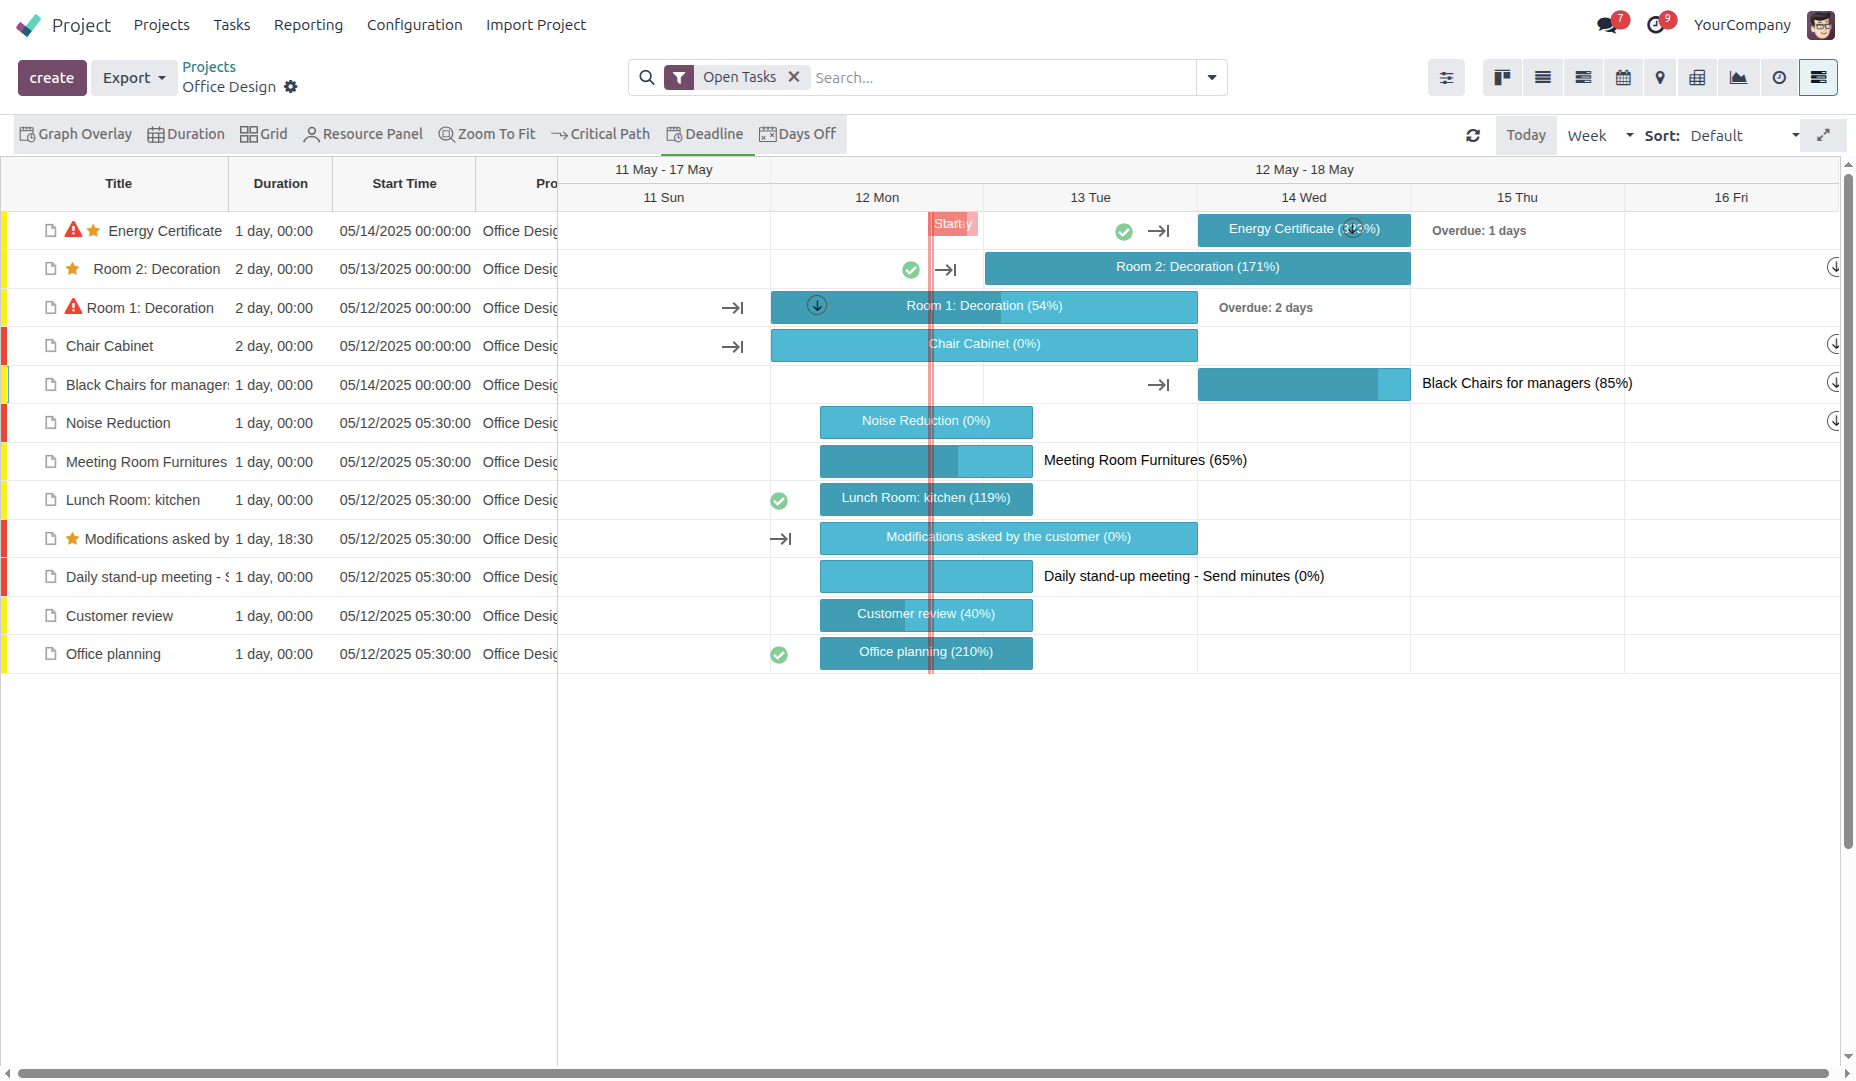 Project Projects Tasks Reporting Configuration Import Project 7 9 YourCompany
create Export Projects
Office Design
Open Tasks Search...
Graph Overlay Duration Grid Resource Panel Zoom To Fit Critical Path Deadline Days Off Today Week Sort: Default
Title Duration Start Time Pro
11 May - 17 May 12 May - 18 May
11 Sun 12 Mon 13 Tue 14 Wed 15 Thu 16 Fri
Start
Energy Certificate 1 day, 00:00 05/14/2025 00:00:00 Office Desig Energy Certificate ( %) Overdue: 1 days
Room 2: Decoration 2 day, 00:00 05/13/2025 00:00:00 Office Desig Room 2: Decoration (171%)
Room 1: Decoration 2 day, 00:00 05/12/2025 00:00:00 Office Desig Room 1: Decoration (54%) Overdue: 2 days
Chair Cabinet 2 day, 00:00 05/12/2025 00:00:00 Office Desig Chair Cabinet (0%)
Black Chairs for managers 1 day, 00:00 05/14/2025 00:00:00 Office Desig Black Chairs for managers (85%)
Noise Reduction 1 day, 00:00 05/12/2025 05:30:00 Office Desig Noise Reduction (0%)
Meeting Room Furnitures 1 day, 00:00 05/12/2025 05:30:00 Office Desig Meeting Room Furnitures (65%)
Lunch Room: kitchen 1 day, 00:00 05/12/2025 05:30:00 Office Desig Lunch Room: kitchen (119%)
Modifications asked by 1 day, 18:30 05/12/2025 05:30:00 Office Desig Modifications asked by the customer (0%)
Daily stand-up meeting - S 1 day, 00:00 05/12/2025 05:30:00 Office Desig Daily stand-up meeting - Send minutes (0%)
Customer review 1 day, 00:00 05/12/2025 05:30:00 Office Desig Customer review (40%)
Office planning 1 day, 00:00 05/12/2025 05:30:00 Office Desig Office planning (210%)